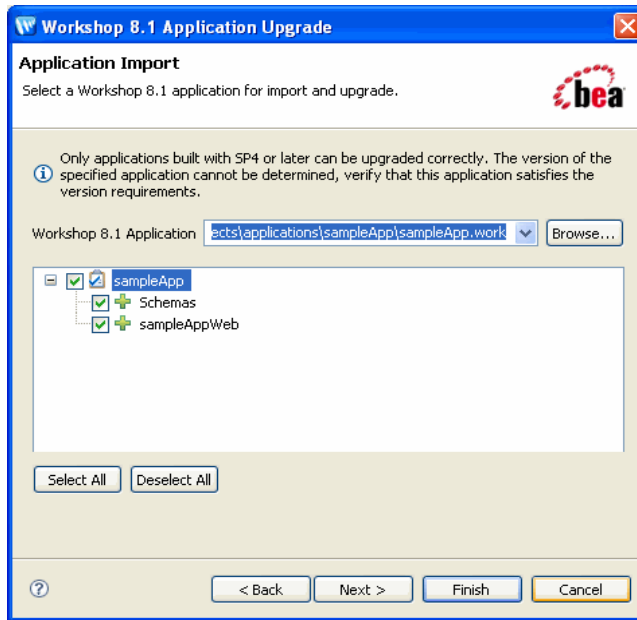 Workshop 8.1 Application Upgrade
Application Import
Select a Workshop 8.1 application for import and upgrade.
bea
Only applications built with SP4 or later can be upgraded correctly. The version of the
specified application cannot be determined, verify that this application satisfies the
version requirements.
Workshop 8.1 Application ects\applications\sampleApp\sampleApp.work Browse...
sampleApp
Schemas
sampleAppWeb
Select All Deselect All
< Back Next > Finish Cancel